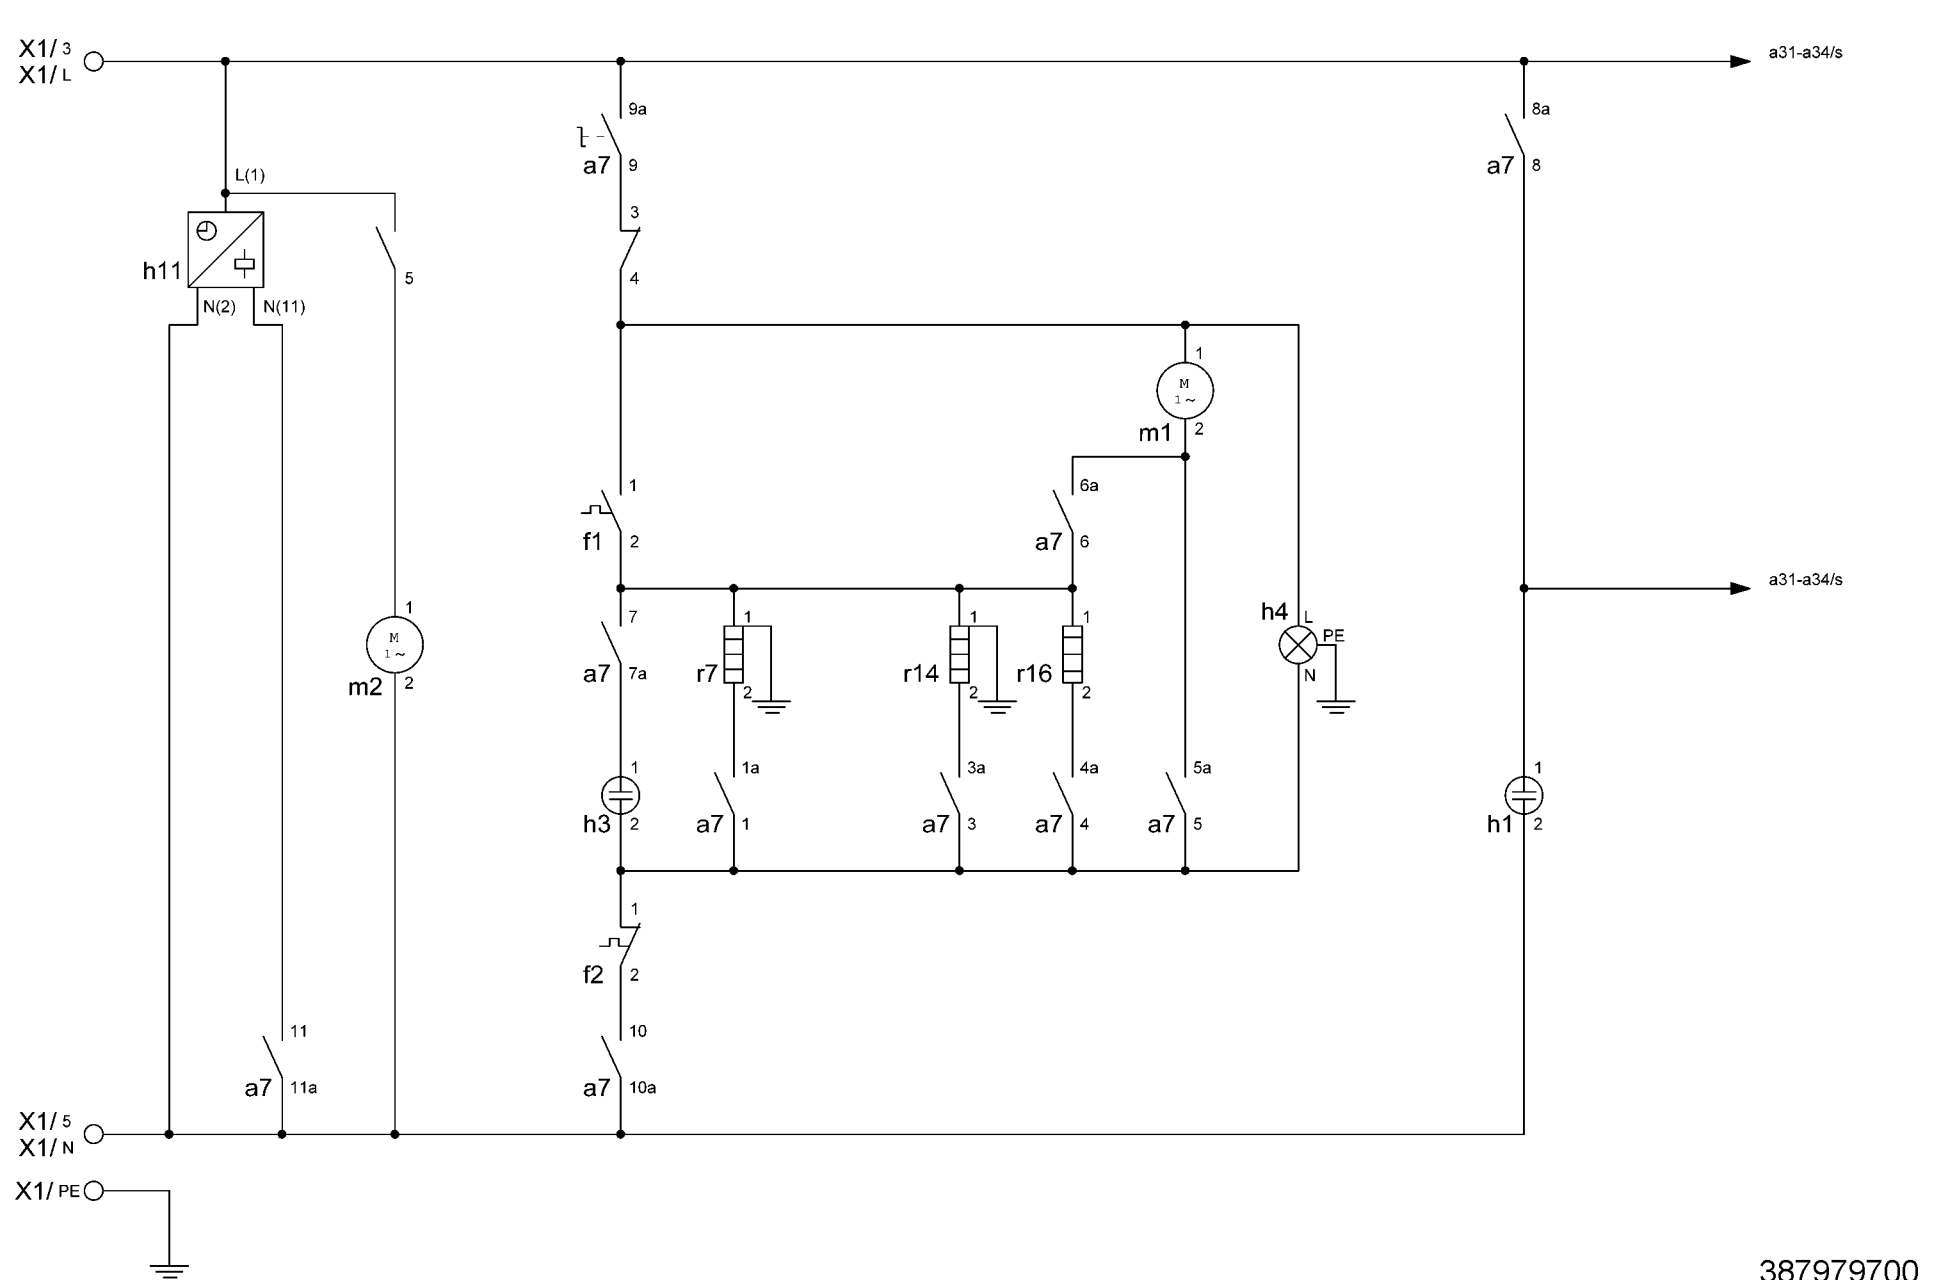 X1/ 3
X1/ L
a31-a34/s
9a
8a
a7 9
a7 8
L(1)
3
h11
4
5
N(2) N(11)
1
M
1~
m1 2
1
6a
f1 2
a7 6
a31-a34/s
1
M
1~
m2 2
7
a7 7a
1
r7
2
1
r14
2
1
r16
2
h4 L
PE
N
1
h3 2
1a
a7 1
3a
a7 3
4a
a7 4
5a
a7 5
1
h1 2
1
f2 2
11
a7 11a
10
a7 10a
X1/ 5
X1/ N
X1/ PE
387979700